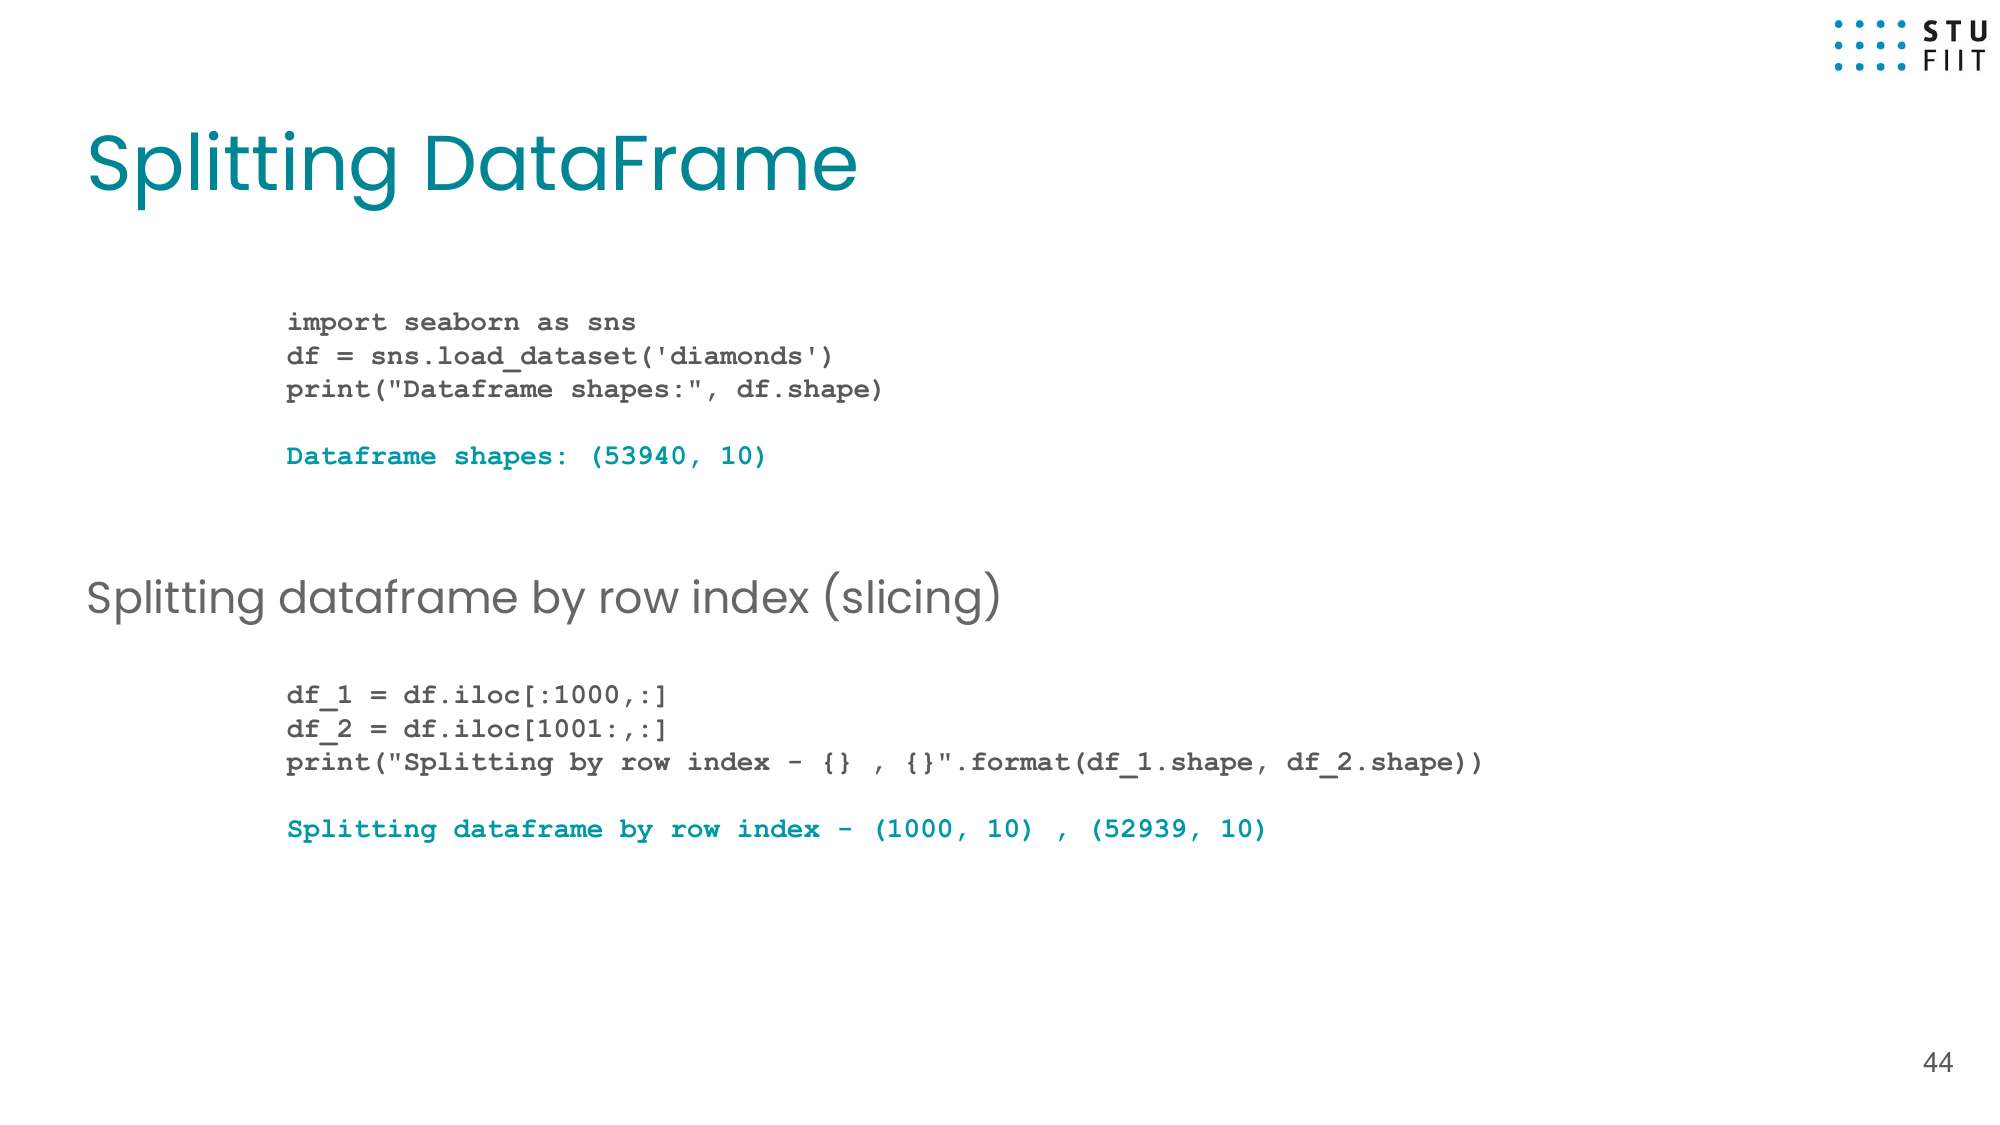 STU
FIIT
Splitting DataFrame
import seaborn as sns
df = sns.load_dataset('diamonds')
print("Dataframe shapes:", df.shape)
Dataframe shapes: (53940, 10)
Splitting dataframe by row index (slicing)
df_1 = df.iloc[:1000,:]
df_2 = df.iloc[1001:,:]
print("Splitting by row index - {} , {}".format(df_1.shape, df_2.shape))
Splitting dataframe by row index - (1000, 10) , (52939, 10)
44